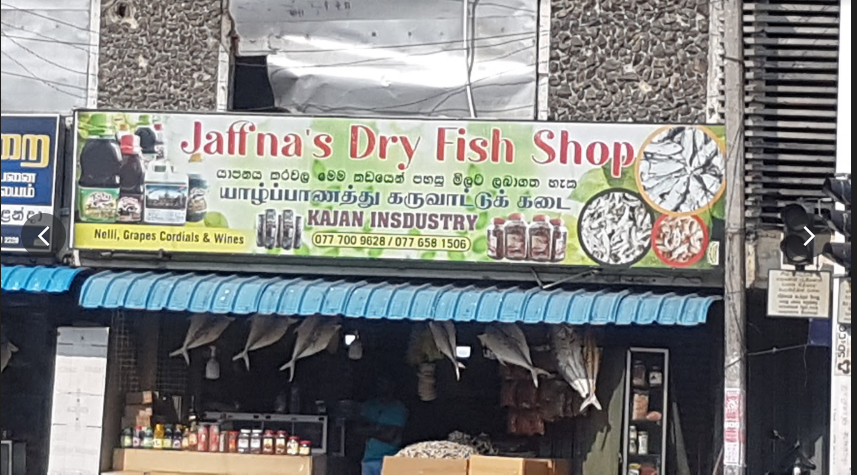 Jaffna's Dry Fish Shop
යාපනය කරවල මෙම කඩයෙන් පහසු මිලට ලබාගත හැක
யாழ்ப்பாணத்து கருவாட்டுக் கடை
KAJAN INSDUSTRY
Nelli, Grapes Cordials & Wines
077 700 9628 / 077 658 1506